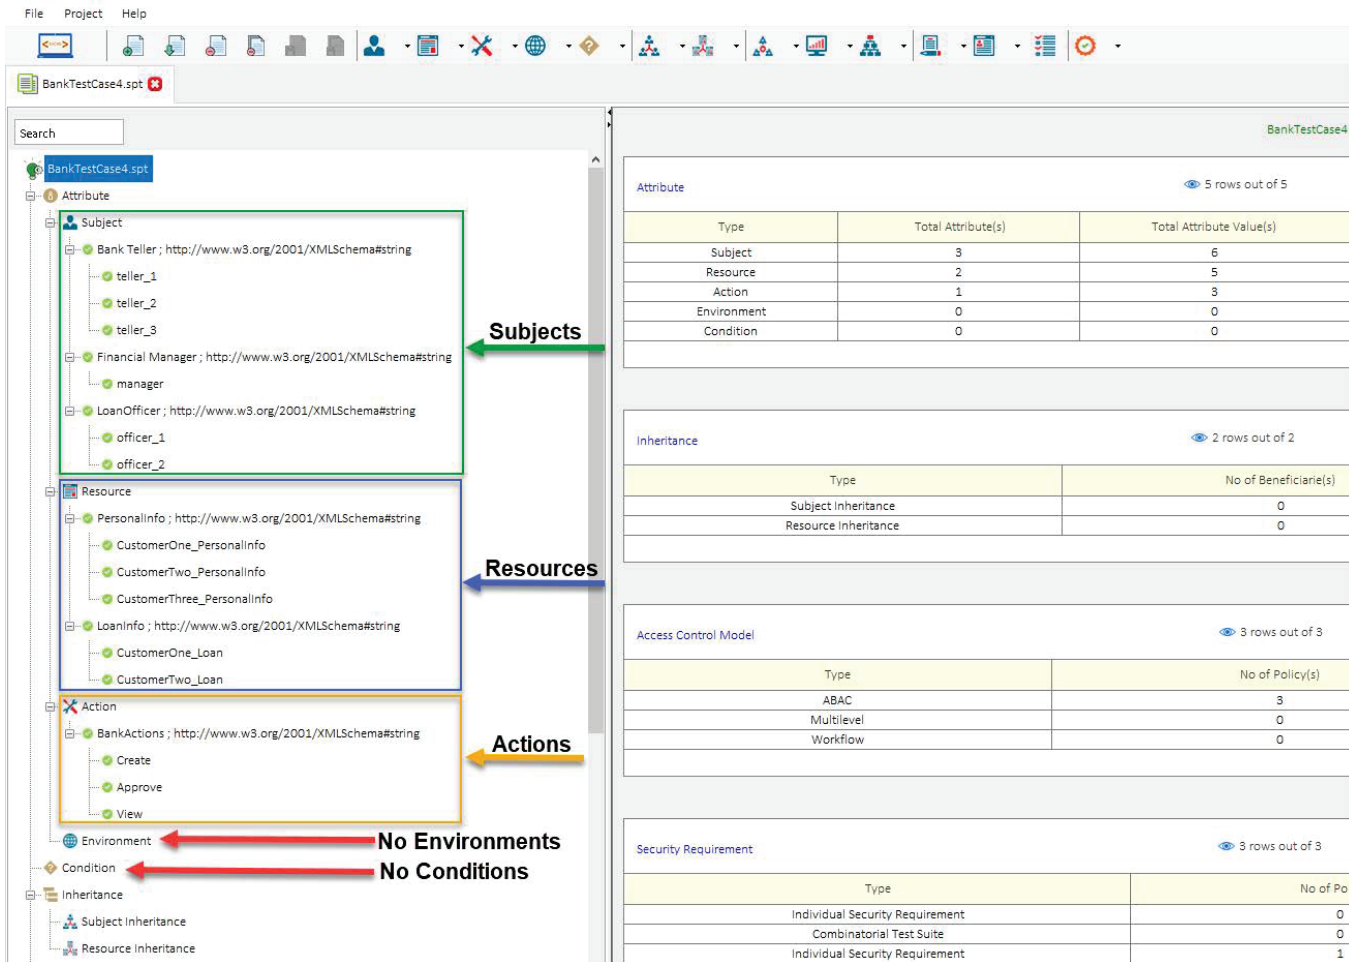 File Project Help
BankTestCase4.spt
Search
BankTestCase4.spt
Attribute
Subject
Bank Teller ; http://www.w3.org/2001/XMLSchema#string
teller_1
teller_2
teller_3
Financial Manager ; http://www.w3.org/2001/XMLSchema#string
manager
LoanOfficer ; http://www.w3.org/2001/XMLSchema#string
officer_1
officer_2
Subjects
Resource
PersonalInfo ; http://www.w3.org/2001/XMLSchema#string
CustomerOne_PersonalInfo
CustomerTwo_PersonalInfo
CustomerThree_PersonalInfo
LoanInfo ; http://www.w3.org/2001/XMLSchema#string
CustomerOne_Loan
CustomerTwo_Loan
Resources
Action
BankActions ; http://www.w3.org/2001/XMLSchema#string
Create
Approve
View
Actions
Environment
No Environments
Condition
No Conditions
Inheritance
Subject Inheritance
Resource Inheritance
BankTestCase4
Attribute 5 rows out of 5
Type Total Attribute(s) Total Attribute Value(s)
Subject 3 6
Resource 2 5
Action 1 3
Environment 0 0
Condition 0 0
Inheritance 2 rows out of 2
Type No of Beneficiarie(s)
Subject Inheritance 0
Resource Inheritance 0
Access Control Model 3 rows out of 3
Type No of Policy(s)
ABAC 3
Multilevel 0
Workflow 0
Security Requirement 3 rows out of 3
Type No of Po
Individual Security Requirement 0
Combinatorial Test Suite 0
Individual Security Requirement 1